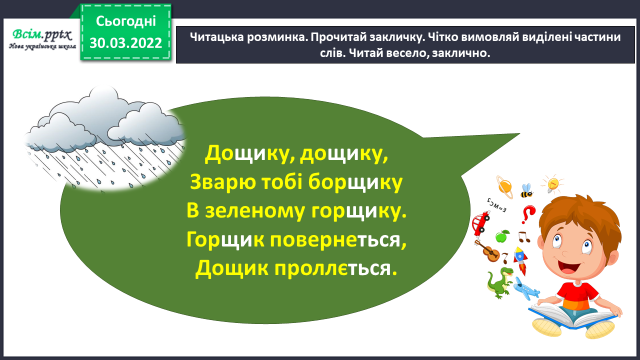 Всім.pptx
Нова українська школа
Сьогодні
30.03.2022
Читацька розминка. Прочитай закличку. Чітко вимовляй виділені частини
слів. Читай весело, заклично.
Дощику, дощику,
Зварю тобі борщику
В зеленому горщику.
Горщик повернеться,
Дощик проллється.